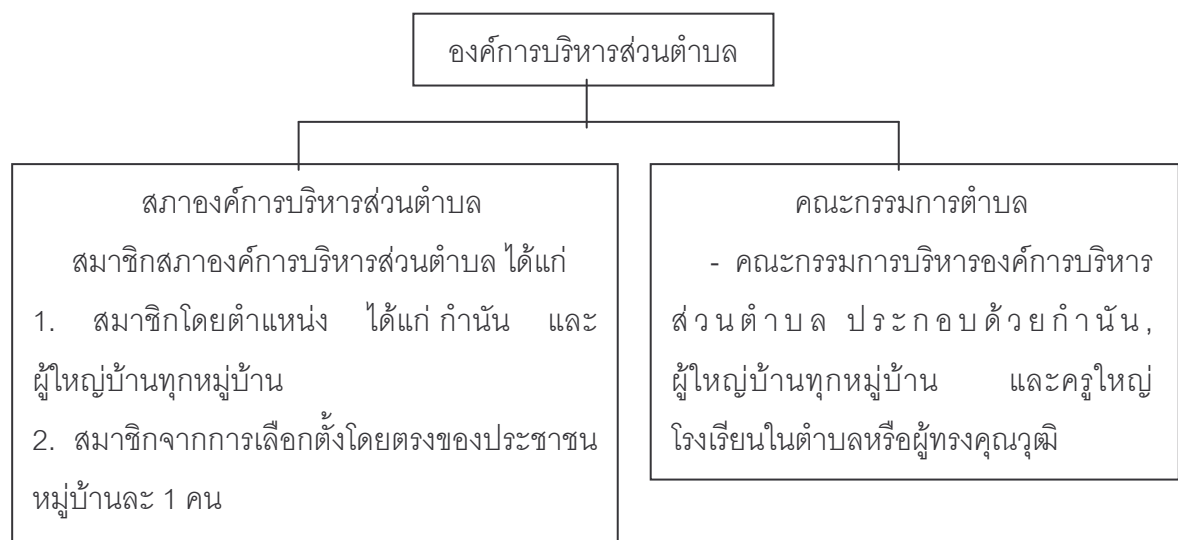 องค์การบริหารส่วนตำบล
สภาองค์การบริหารส่วนตำบล
สมาชิกสภาองค์การบริหารส่วนตำบล ได้แก่
1. สมาชิกโดยตำแหน่ง ได้แก่ กำนัน และ
ผู้ใหญ่บ้านทุกหมู่บ้าน
2. สมาชิกจากการเลือกตั้งโดยตรงของประชาชน
หมู่บ้านละ 1 คน
คณะกรรมการตำบล
- คณะกรรมการบริหารองค์การบริหาร
ส่วนตำบล ประกอบด้วยกำนัน,
ผู้ใหญ่บ้านทุกหมู่บ้าน และครูใหญ่
โรงเรียนในตำบลหรือผู้ทรงคุณวุฒิ